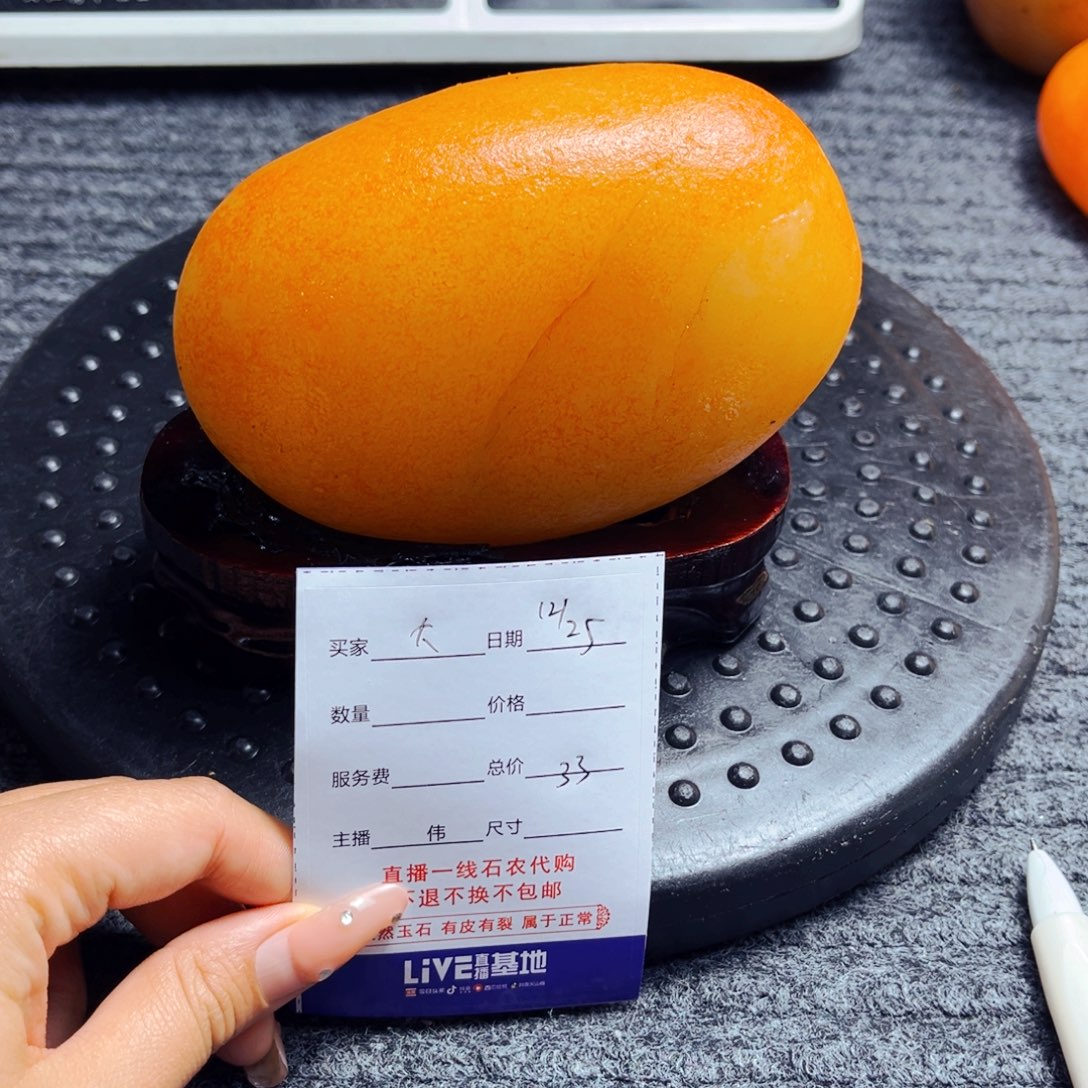 买家 大 日期 12/25
数量 价格
服务费 总价 33
主播 伟 尺寸
直播一线石农代购
不退不换不包邮
然玉石 有皮有裂 属于正常
LiVE直播基地